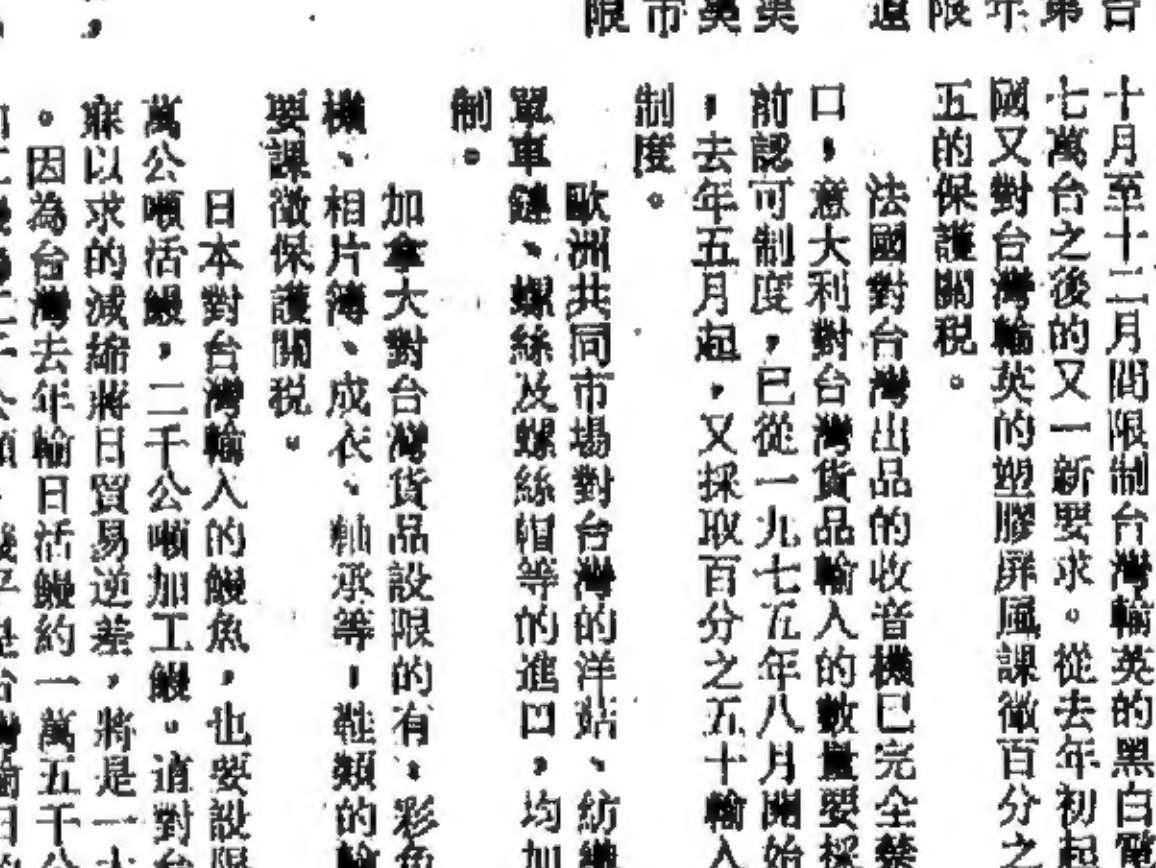 台
第
年
限
還
英
英
市
限
十月至十二月間限制台灣輸英的黑白電
七萬台之後的又一新要求。從去年初起
國又對台灣輸英的塑膠屏風課徵百分之
五的保護關税。
法國對台灣出品的收音機已完全禁
口,意大利對台灣貨品輸入的數量要採
前認可制度,已從一九七五年八月開始
,去年五月起,又採取百分之五十輸入
制度。
歐洲共同市場對台灣的洋菇、紡織
單車鏈、螺絲及螺絲帽等的進口,均加
制。
加拿大對台灣貨品設限的有、彩色
機、相片簿、成衣、軸承等,鞋類的輸
要課徵保護關税。
日本對台灣輸入的鰻魚,也要設限
萬公噸活鰻,二千公噸加工鰻。這對台
寐以求的減縮將日貿易逆差,將是一大
。因為台灣去年輸日活鰻約一萬五千公